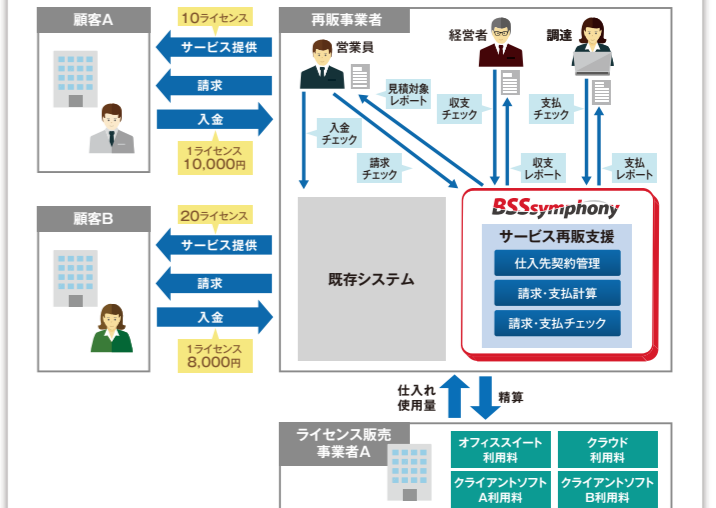 顧客A
10ライセンス
サービス提供
請求
入金
1ライセンス
10,000円
顧客B
20ライセンス
サービス提供
請求
入金
1ライセンス
8,000円
再販事業者
営業員
経営者
調達
見積対象
レポート
収支
チェック
支払
チェック
入金
チェック
請求
チェック
収支
レポート
支払
レポート
既存システム
BSSsymphony
サービス再販支援
仕入先契約管理
請求・支払計算
請求・支払チェック
仕入れ
使用量
精算
ライセンス販売
事業者A
オフィススイート
利用料
クラウド
利用料
クライアントソフト
A利用料
クライアントソフト
B利用料